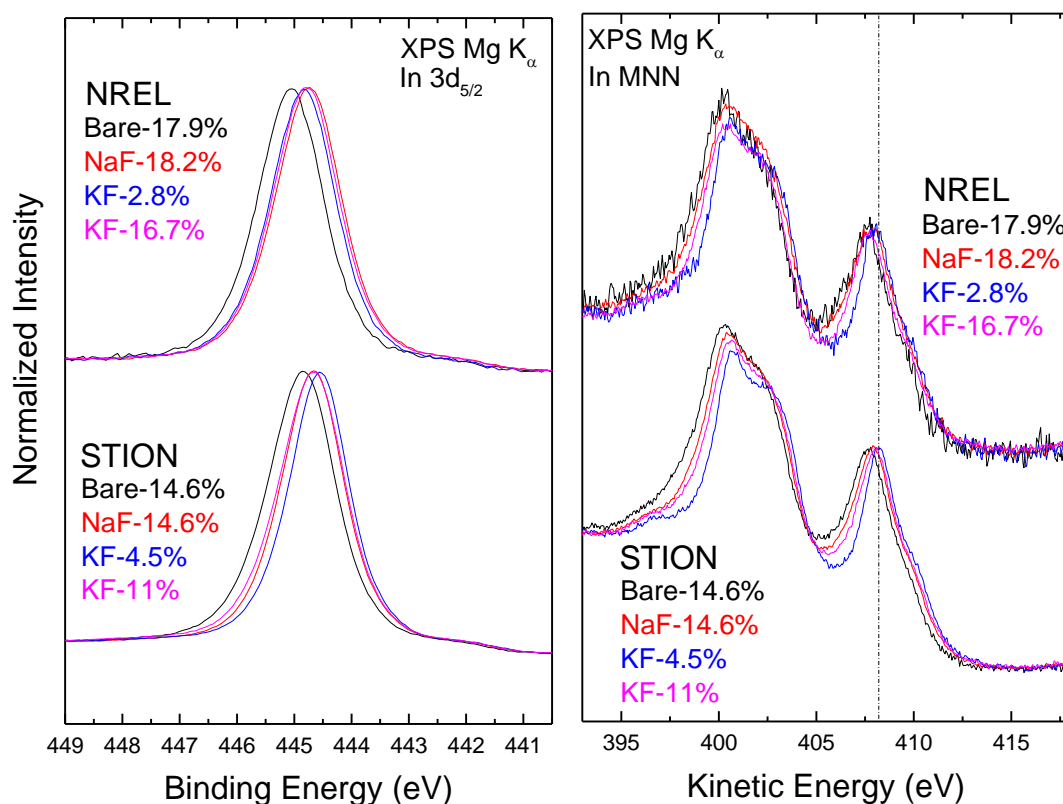 XPS Mg Kα
In 3d5/2
NREL
Bare-17.9%
NaF-18.2%
KF-2.8%
KF-16.7%
STION
Bare-14.6%
NaF-14.6%
KF-4.5%
KF-11%
Normalized Intensity
449 448 447 446 445 444 443 442 441
Binding Energy (eV)
XPS Mg Kα
In MNN
NREL
Bare-17.9%
NaF-18.2%
KF-2.8%
KF-16.7%
STION
Bare-14.6%
NaF-14.6%
KF-4.5%
KF-11%
395 400 405 410 415
Kinetic Energy (eV)